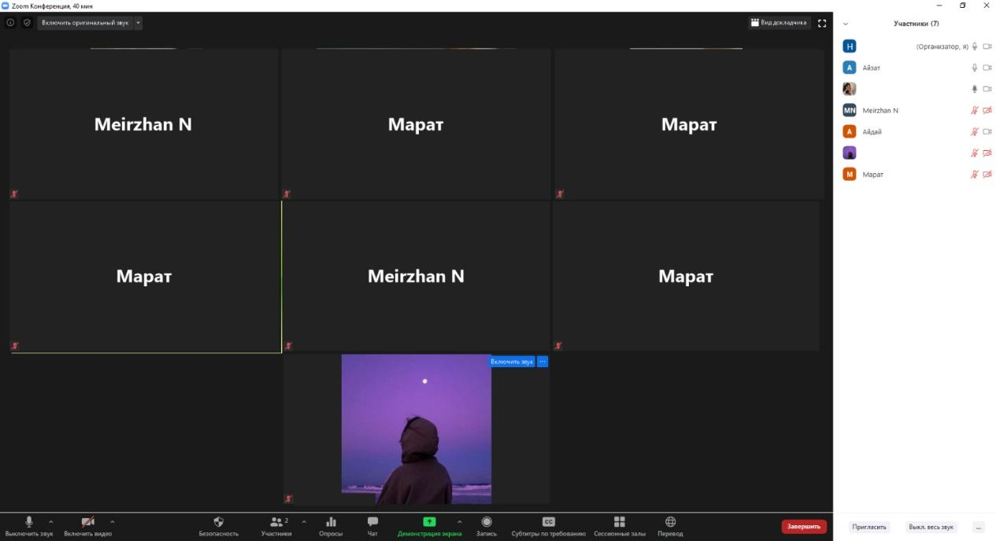 Zoom Конференция, 40 мин
Включить оригинальный звук
Вид докладчика
Meirzhan N
Марат
Марат
Марат
Meirzhan N
Марат
Включить звук
...
Выключить звук
Включить видео
Безопасность
2
Участники
Опросы
Чат
Демонстрация экрана
Запись
CC
Субтитры по требованию
Сессионные залы
Перевод
Завершить
Участники (7)
Н (Организатор, я)
А Айзат
MN Meirzhan N
А Айдай
М Марат
Пригласить
Выкл. весь звук
...